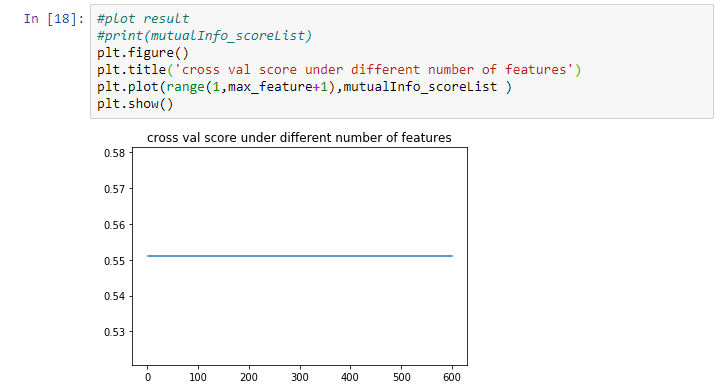 In [18]:
#plot result
#print(mutualInfo_scoreList)
plt.figure()
plt.title('cross val score under different number of features')
plt.plot(range(1,max_feature+1),mutualInfo_scoreList )
plt.show()
cross val score under different number of features
0.58
0.57
0.56
0.55
0.54
0.53
0 100 200 300 400 500 600